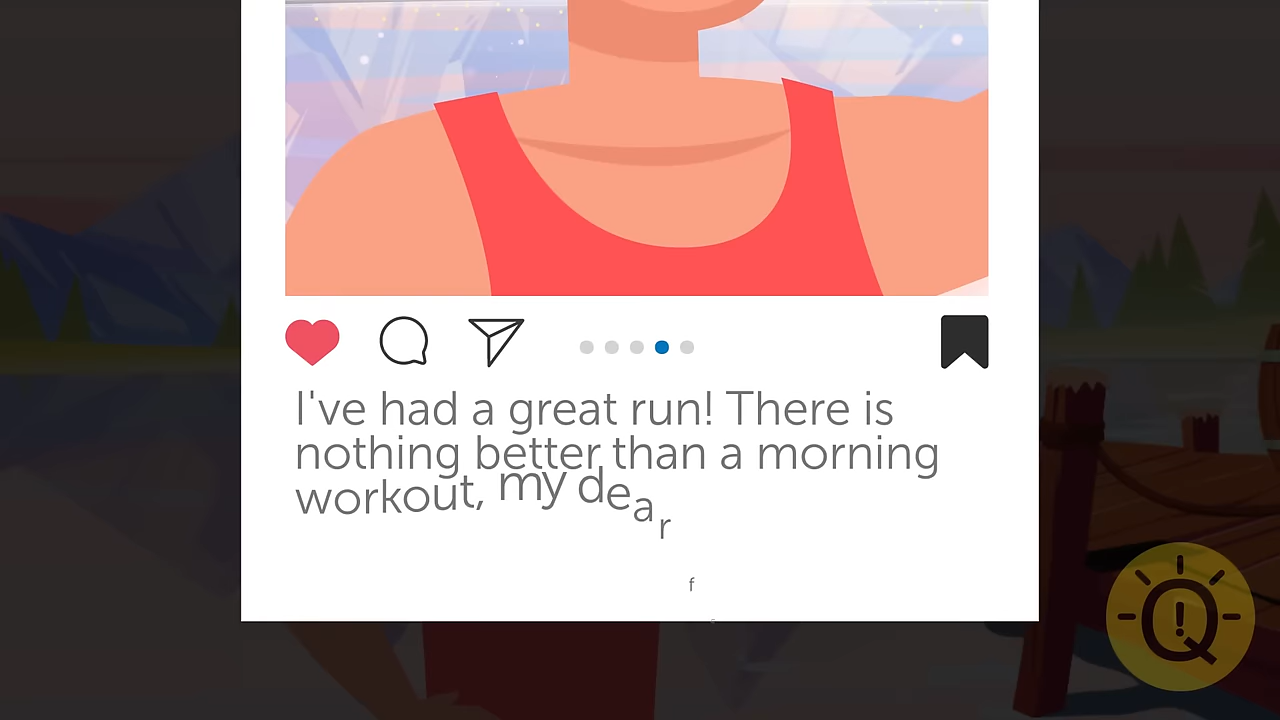 I've had a great run! There is
nothing better than a morning
workout, my dear
f
Q!